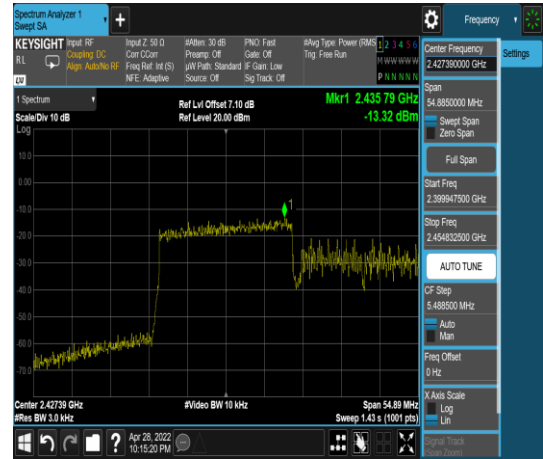 Spectrum Analyzer 1
Swept SA
+
Frequency
KEYSIGHT
RL
LXI
Input: RF
Coupling: DC
Align: Auto/No RF
Input Z: 50 Ω
Corr CCorr
Freq Ref: Int (S)
NFE: Adaptive
#Atten: 30 dB
Preamp: Off
µW Path: Standard
Source: Off
PNO: Fast
Gate: Off
IF Gain: Low
Sig Track: Off
#Avg Type: Power (RMS
Trig: Free Run
1 2 3 4 5 6
M W W W W W
P N N N N N
1 Spectrum
Scale/Div 10 dB
Ref Lvl Offset 7.10 dB
Ref Level 20.00 dBm
Mkr1 2.435 79 GHz
-13.32 dBm
Log
10.0
0.00
-10.0
-20.0
-30.0
-40.0
-50.0
-60.0
-70.0
1
Center 2.42739 GHz
#Res BW 3.0 kHz
#Video BW 10 kHz
Span 54.89 MHz
Sweep 1.43 s (1001 pts)
Apr 28, 2022
10:15:20 PM
Center Frequency
2.427390000 GHz
Settings
Span
54.8850000 MHz
Swept Span
Zero Span
Full Span
Start Freq
2.399947500 GHz
Stop Freq
2.454832500 GHz
AUTO TUNE
CF Step
5.488500 MHz
Auto
Man
Freq Offset
0 Hz
X Axis Scale
Log
Lin
Signal Track
(Span Zoom)